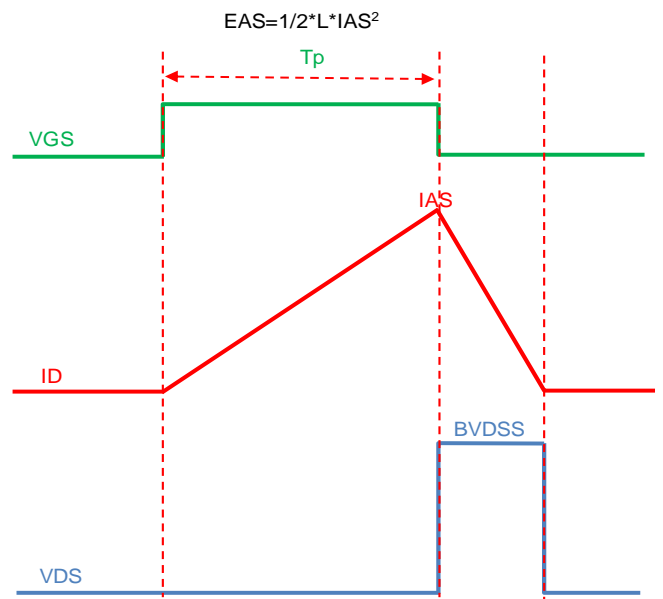 EAS=1/2*L*IAS²
Tp
VGS
IAS
ID
BVDSS
VDS